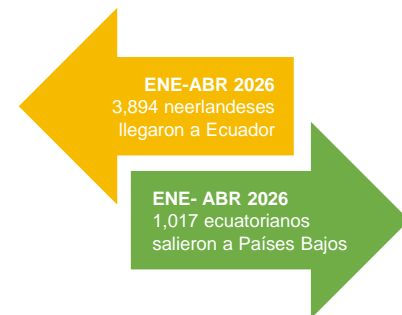 ENE-ABR 2026
3,894 neerlandeses
llegaron a Ecuador
ENE- ABR 2026
1,017 ecuatorianos
salieron a Países Bajos